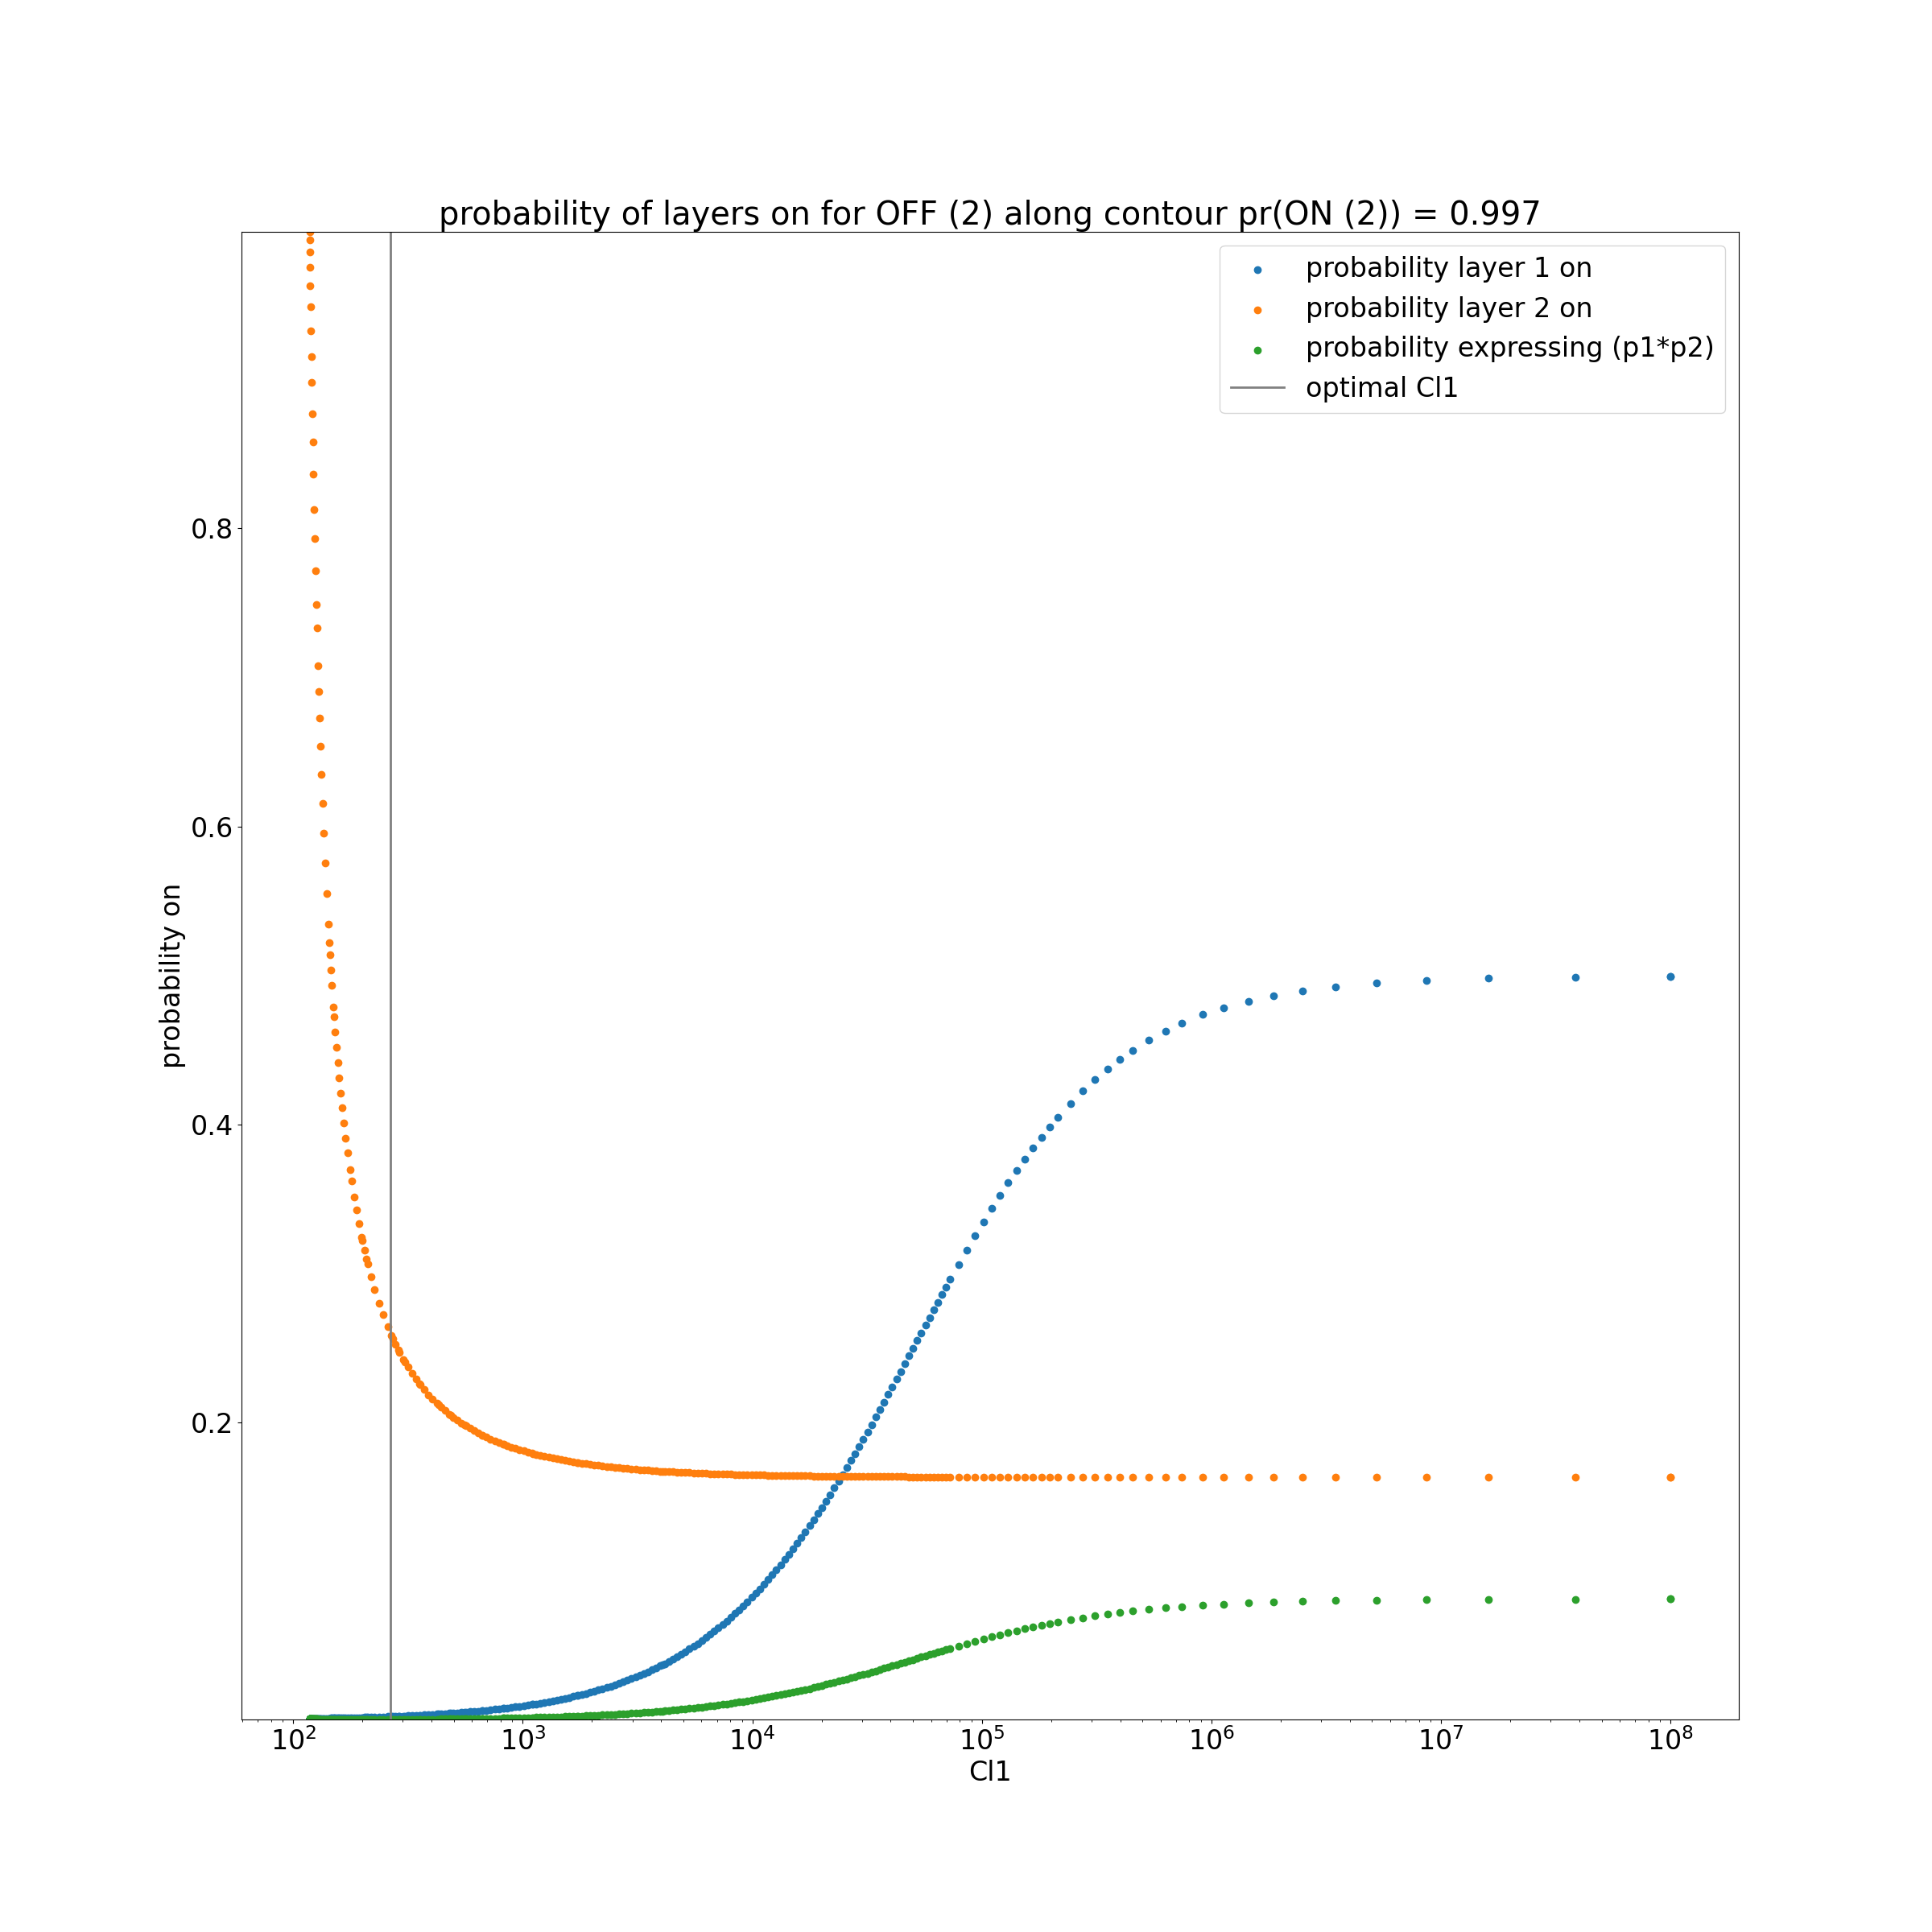 probability of layers on for OFF (2) along contour pr(ON (2)) = 0.997
probability layer 1 on
probability layer 2 on
probability expressing (p1*p2)
optimal Cl1
probability on
0.8
0.6
0.4
0.2
10² 10³ 10⁴ 10⁵ 10⁶ 10⁷ 10⁸
Cl1